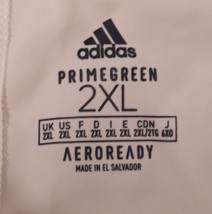 adidas
PRIMEGREEN
2XL
UK US F D I E CDN J
2XL 2XL 2XL 2XL 2XL 2XL 2XL/2TG 6XO
AEROREADY
MADE IN EL SALVADOR